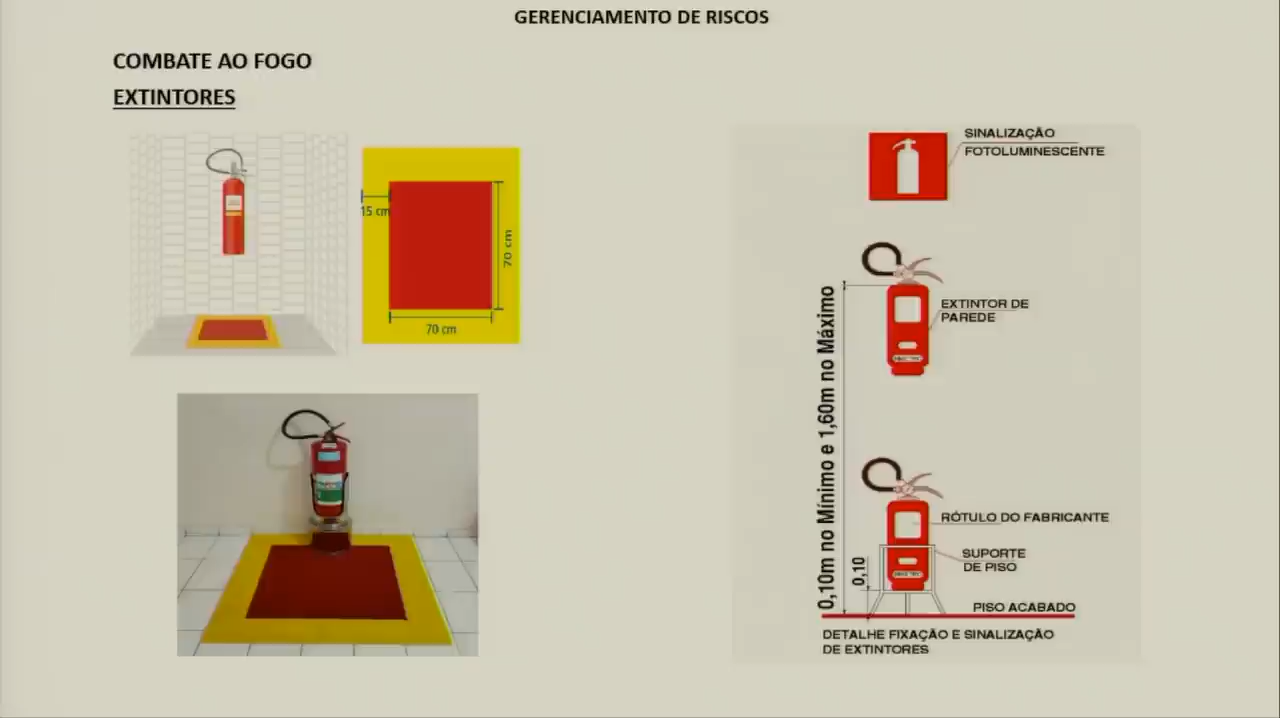 GERENCIAMENTO DE RISCOS
COMBATE AO FOGO
EXTINTORES
15 cm
70 cm
70 cm
SINALIZAÇÃO
FOTOLUMINESCENTE
EXTINTOR DE
PAREDE
0,10m no Mínimo e 1,60m no Máximo
RÓTULO DO FABRICANTE
SUPORTE
DE PISO
0,10
PISO ACABADO
DETALHE FIXAÇÃO E SINALIZAÇÃO
DE EXTINTORES